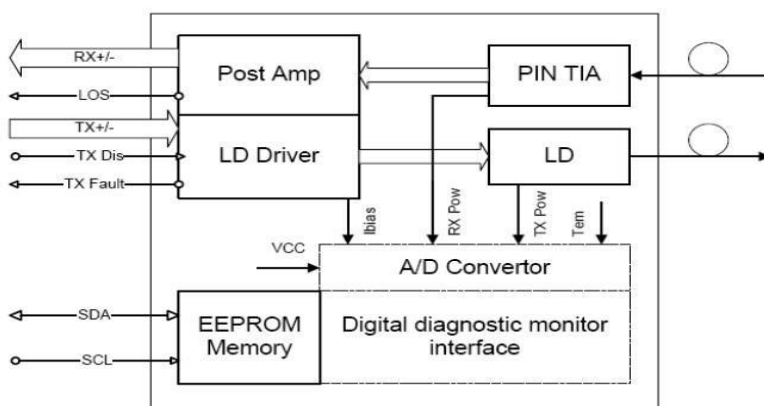 RX+/-
Post Amp
PIN TIA
LOS
TX+/-
TX Dis
LD Driver
LD
TX Fault
Ibias
RX Pow
TX Pow
Tem
VCC
A/D Convertor
SDA
EEPROM
Memory
Digital diagnostic monitor
interface
SCL